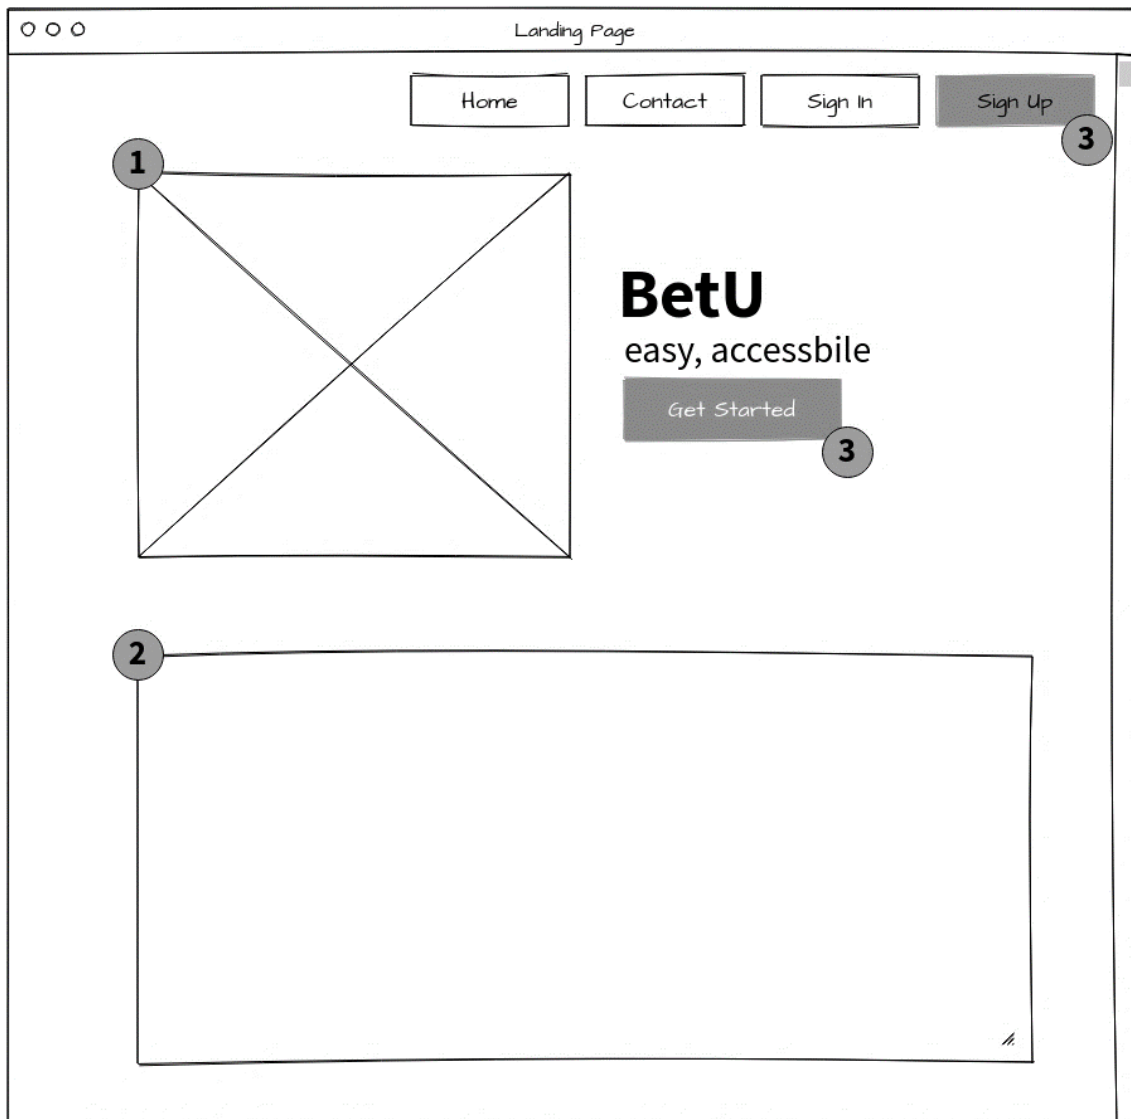 Landing Page
Home Contact Sign In Sign Up
3
1
BetU
easy, accessbile
Get Started
3
2